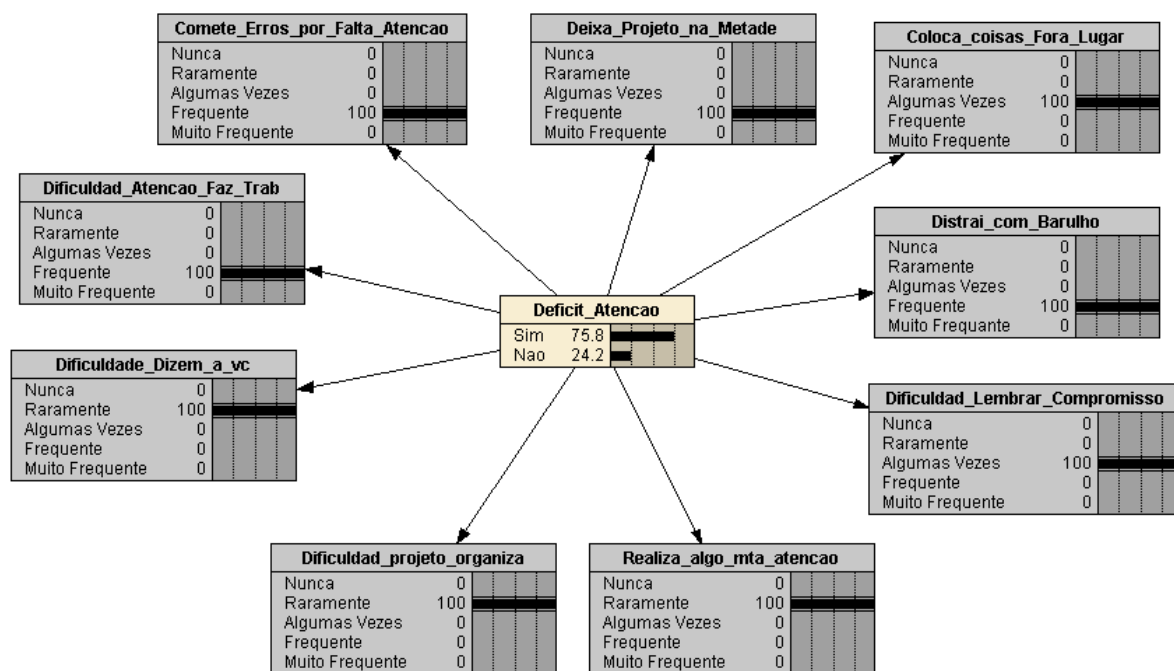 Comete_Erros_por_Falta_Atencao
Nunca 0
Raramente 0
Algumas Vezes 0
Frequente 100
Muito Frequente 0
Deixa_Projeto_na_Metade
Nunca 0
Raramente 0
Algumas Vezes 0
Frequente 100
Muito Frequente 0
Coloca_coisas_Fora_Lugar
Nunca 0
Raramente 0
Algumas Vezes 100
Frequente 0
Muito Frequente 0
Dificuldad_Atencao_Faz_Trab
Nunca 0
Raramente 0
Algumas Vezes 0
Frequente 100
Muito Frequente 0
Distrai_com_Barulho
Nunca 0
Raramente 0
Algumas Vezes 0
Frequente 100
Muito Frequante 0
Deficit_Atencao
Sim 75.8
Nao 24.2
Dificuldade_Dizem_a_vc
Nunca 0
Raramente 100
Algumas Vezes 0
Frequente 0
Muito Frequente 0
Dificuldad_Lembrar_Compromisso
Nunca 0
Raramente 0
Algumas Vezes 100
Frequente 0
Muito Frequente 0
Dificuldad_projeto_organiza
Nunca 0
Raramente 100
Algumas Vezes 0
Frequente 0
Muito Frequente 0
Realiza_algo_mta_atencao
Nunca 0
Raramente 100
Algumas Vezes 0
Frequente 0
Muito Frequente 0